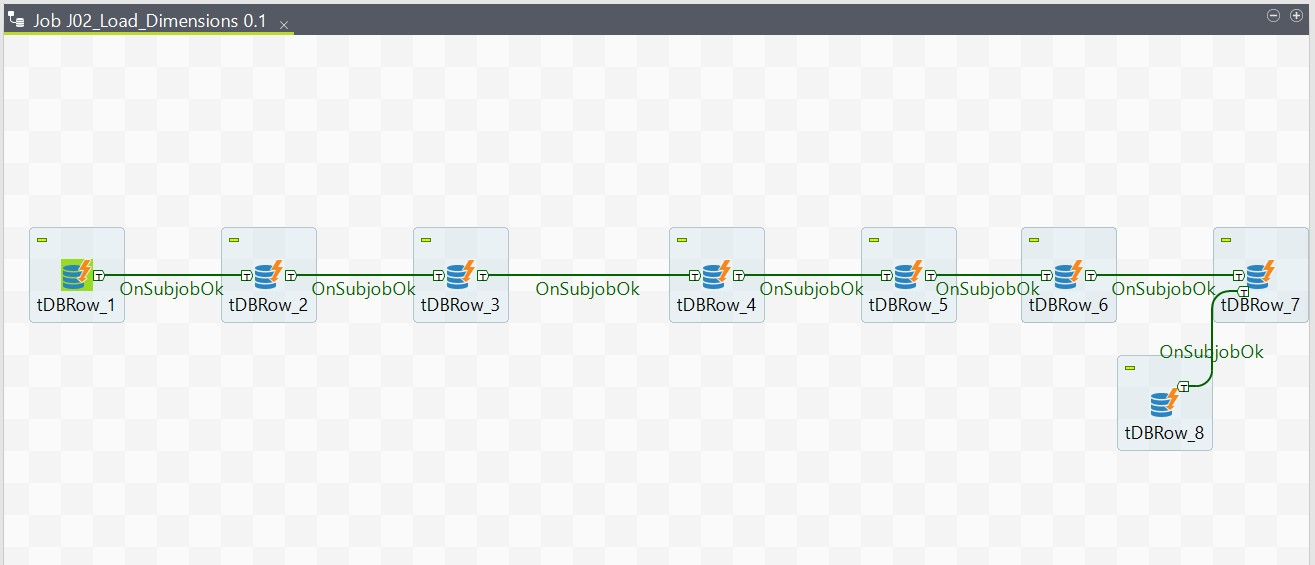 Job J02_Load_Dimensions 0.1
OnSubjobOk OnSubjobOk OnSubjobOk OnSubjobOk OnSubjobOk OnSubjobOk
tDBRow_1 tDBRow_2 tDBRow_3 tDBRow_4 tDBRow_5 tDBRow_6 tDBRow_7
OnSubjobOk
tDBRow_8